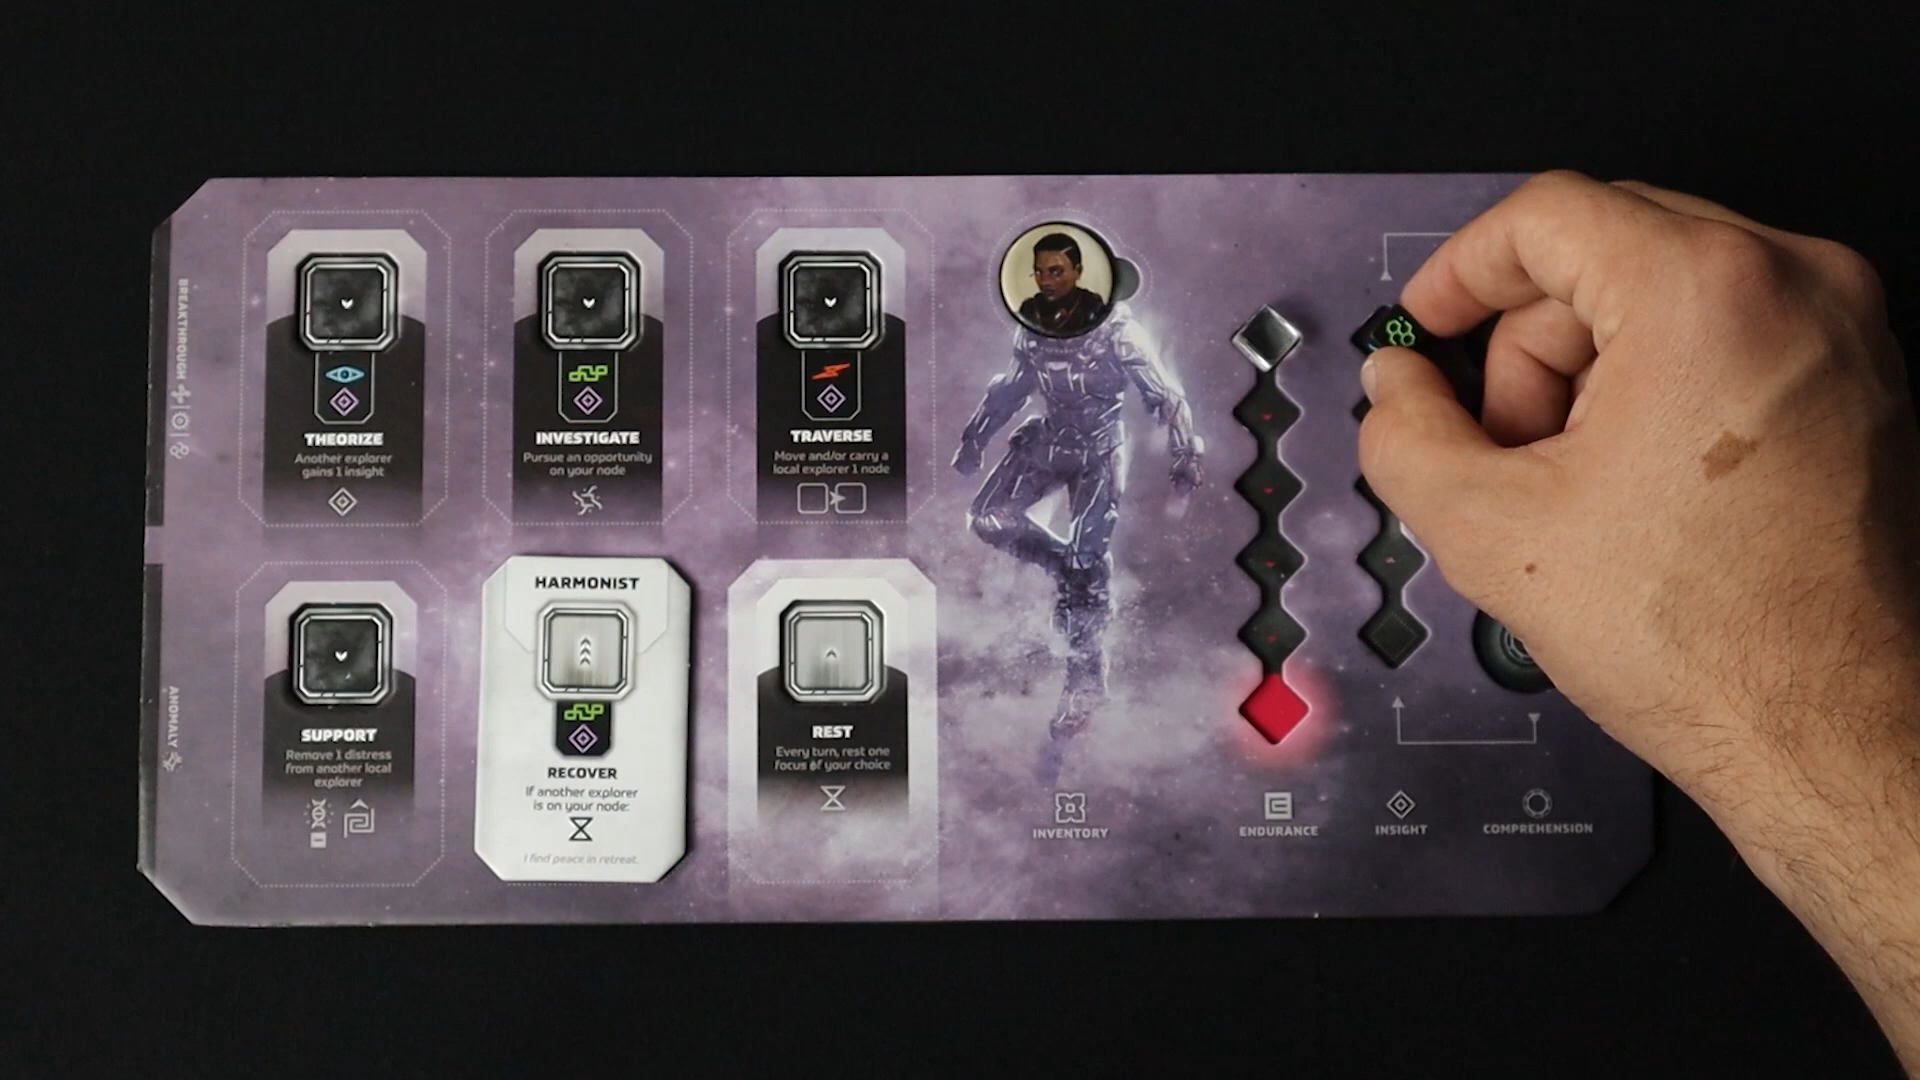 BREAKTHROUGH
THEORIZE
Another explorer
gains 1 insight
INVESTIGATE
Pursue an opportunity
on your node
TRAVERSE
Move and/or carry a
local explorer 1 node
ANOMALY
SUPPORT
Remove 1 distress
from another local
explorer
HARMONIST
RECOVER
If another explorer
is on your node:
I find peace in retreat.
REST
Every turn, rest one
focus of your choice
INVENTORY
ENDURANCE
INSIGHT
COMPREHENSION